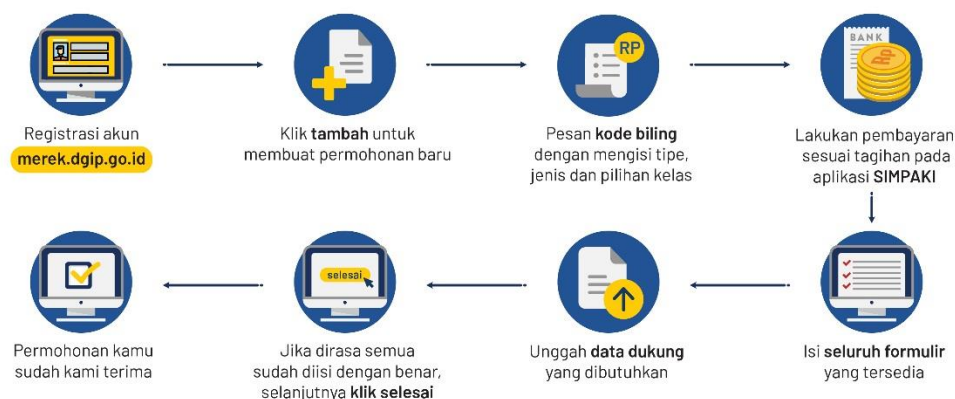 RP
BANK
Rp
Registrasi akun
merek.dgip.go.id
Klik tambah untuk
membuat permohonan baru
Pesan kode biling
dengan mengisi tipe,
jenis dan pilihan kelas
Lakukan pembayaran
sesuai tagihan pada
aplikasi SIMPAKI
Isi seluruh formulir
yang tersedia
Unggah data dukung
yang dibutuhkan
selesai
Jika dirasa semua
sudah diisi dengan benar,
selanjutnya klik selesai
Permohonan kamu
sudah kami terima